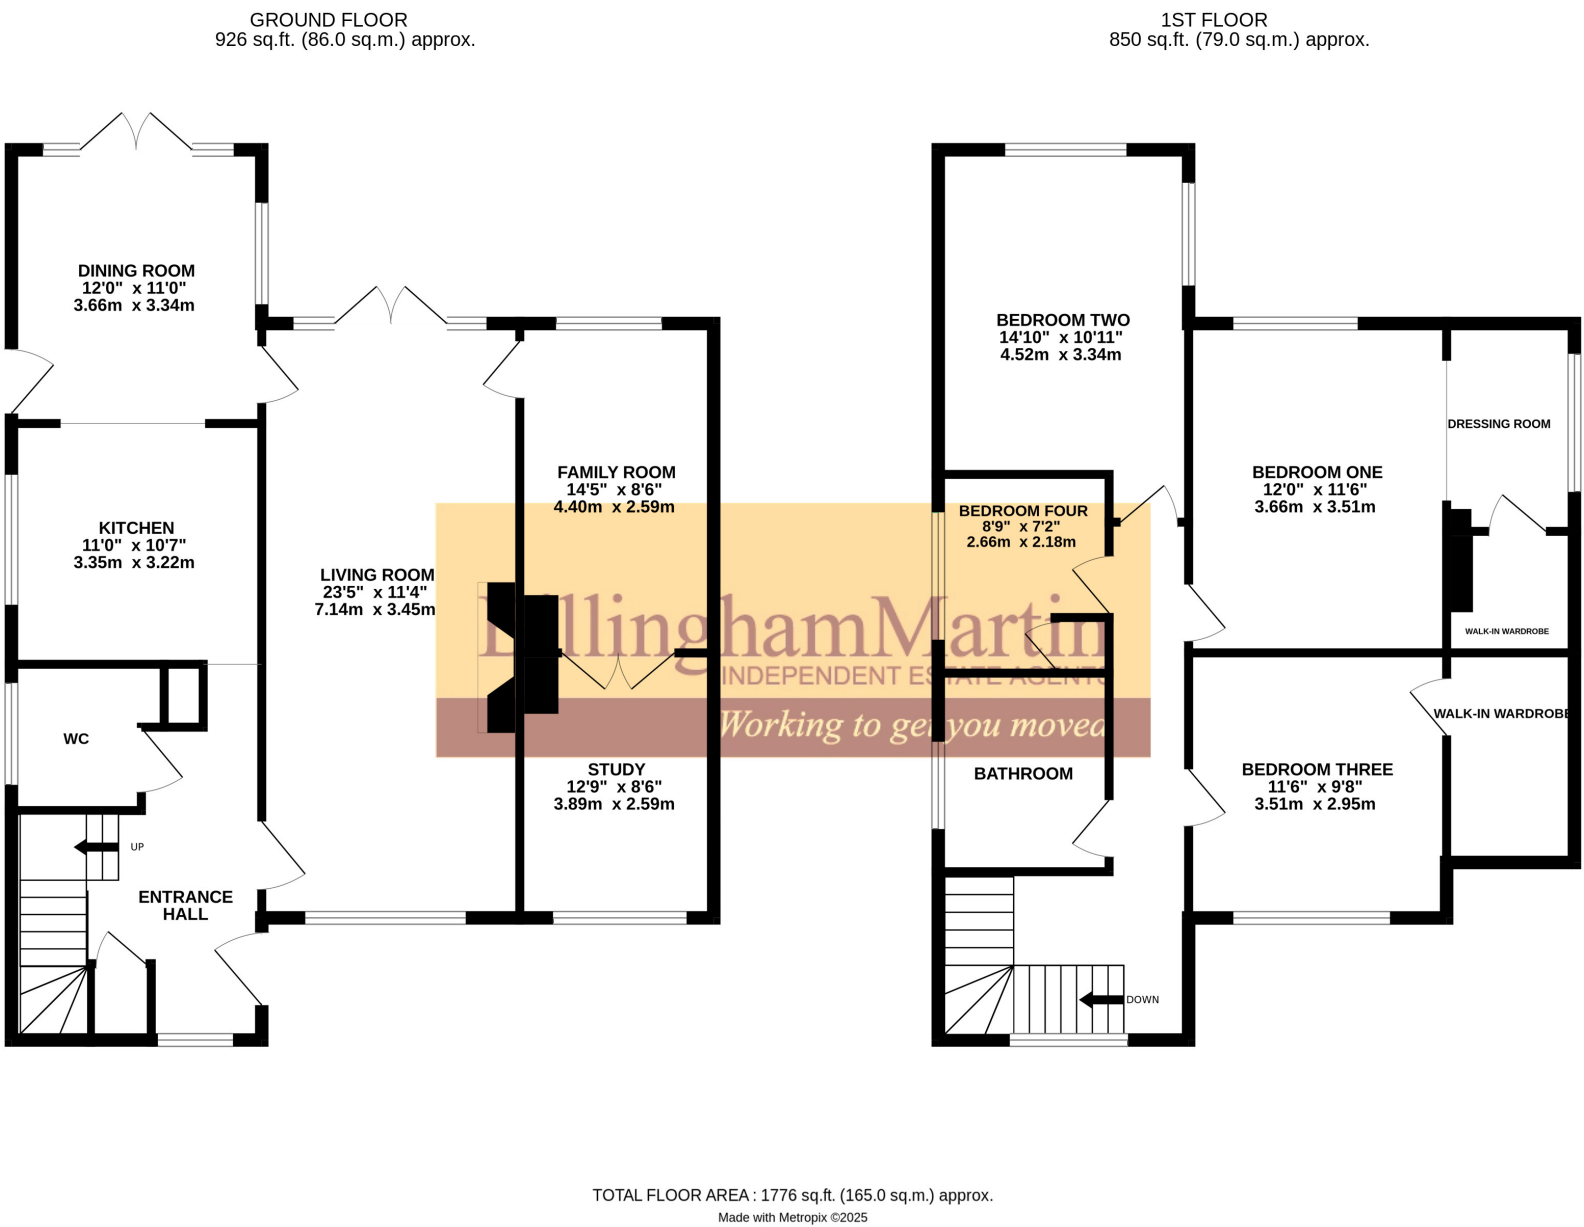 GROUND FLOOR
926 sq.ft. (86.0 sq.m.) approx.
1ST FLOOR
850 sq.ft. (79.0 sq.m.) approx.
DINING ROOM
12'0" x 11'0"
3.66m x 3.34m
KITCHEN
11'0" x 10'7"
3.35m x 3.22m
LIVING ROOM
23'5" x 11'4"
7.14m x 3.45m
FAMILY ROOM
14'5" x 8'6"
4.40m x 2.59m
STUDY
12'9" x 8'6"
3.89m x 2.59m
WC
UP
ENTRANCE
HALL
BEDROOM TWO
14'10" x 10'11"
4.52m x 3.34m
BEDROOM ONE
12'0" x 11'6"
3.66m x 3.51m
DRESSING ROOM
WALK-IN WARDROBE
BEDROOM FOUR
8'9" x 7'2"
2.66m x 2.18m
BATHROOM
BEDROOM THREE
11'6" x 9'8"
3.51m x 2.95m
WALK-IN WARDROBE
DOWN
BillinghamMartin
INDEPENDENT ESTATE AGENTS
Working to get you moved
TOTAL FLOOR AREA : 1776 sq.ft. (165.0 sq.m.) approx.
Made with Metropix ©2025